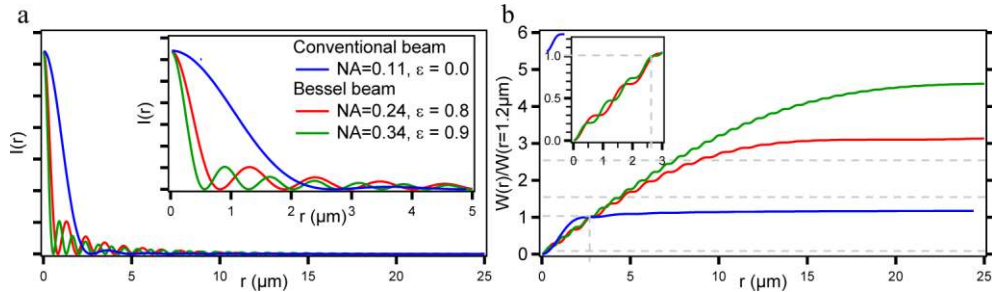 a
I(r)
0
5
10
15
20
25
r (µm)
I(r)
0
1
2
3
4
5
r (µm)
Conventional beam
NA=0.11, ε = 0.0
Bessel beam
NA=0.24, ε = 0.8
NA=0.34, ε = 0.9
b
W(r)/W(r=1.2µm)
6
5
4
3
2
1
0
0
5
10
15
20
25
r (µm)
1.0
0.5
0.0
0
1
2
3